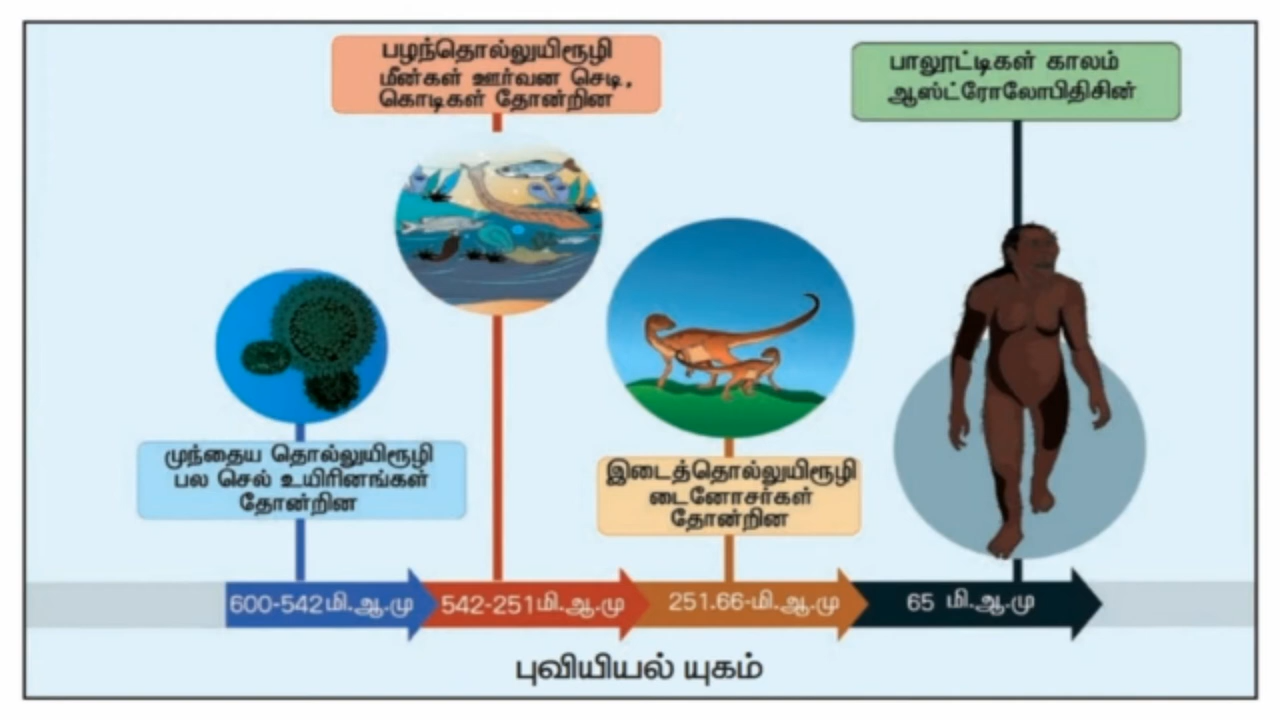 பழந்தொல்லுயிரூழி
மீன்கள் ஊர்வன செடி,
கொடிகள் தோன்றின
பாலூட்டிகள் காலம்
ஆஸ்ட்ரோலோபிதிசின்
முந்தைய தொல்லுயிரூழி
பல செல் உயிரினங்கள்
தோன்றின
இடைத்தொல்லுயிரூழி
டைனோசர்கள்
தோன்றின
600-542மி.ஆ.மு
542-251மி.ஆ.மு
251.66-மி.ஆ.மு
65 மி.ஆ.மு
புவியியல் யுகம்